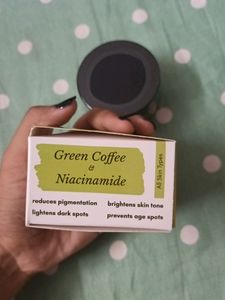 Green Coffee
&
Niacinamide
All Skin Types
reduces pigmentation
brightens skin tone
lightens dark spots
prevents age spots